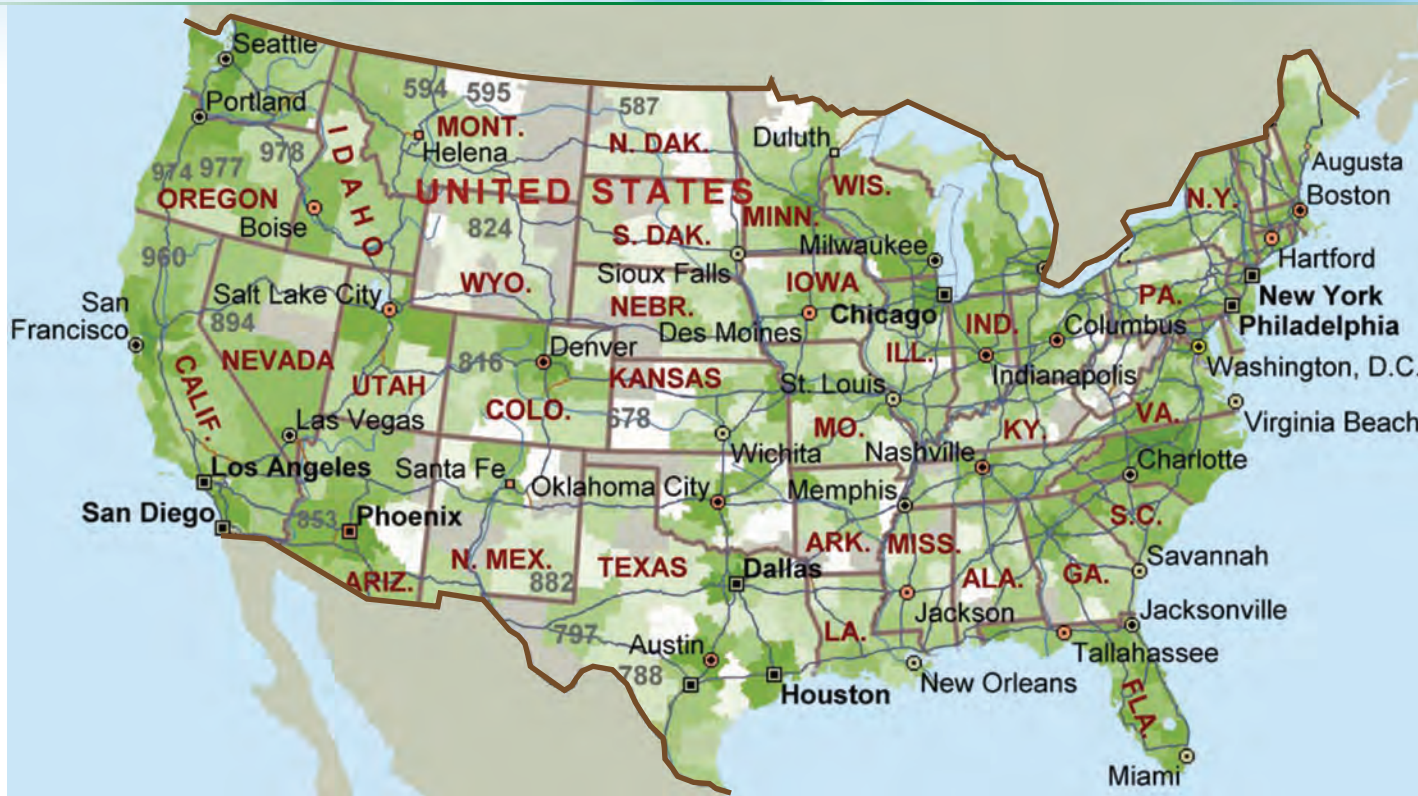 Seattle
Portland
594
595
587
MONT.
Helena
N. DAK.
Duluth
IDAHO
978
974
977
OREGON
Boise
UNITED STATES
WIS.
MINN.
Augusta
Boston
N.Y.
824
S. DAK.
Milwaukee
960
Hartford
WYO.
Sioux Falls
IOWA
San
Francisco
Salt Lake City
NEBR.
Chicago
PA.
New York
894
Des Moines
IND.
Columbus
Philadelphia
NEVADA
816
Denver
ILL.
Washington, D.C.
CALIF.
UTAH
KANSAS
St. Louis
Indianapolis
COLO.
Las Vegas
678
MO.
KY.
VA.
Virginia Beach
Wichita
Nashville
Los Angeles
Santa Fe
Charlotte
Oklahoma City
Memphis
San Diego
853
Phoenix
S.C.
ARK.
MISS.
Savannah
N. MEX.
TEXAS
Dallas
ARIZ.
882
ALA.
GA.
Jackson
Jacksonville
797
LA.
Austin
Tallahassee
788
New Orleans
Houston
FLA.
Miami